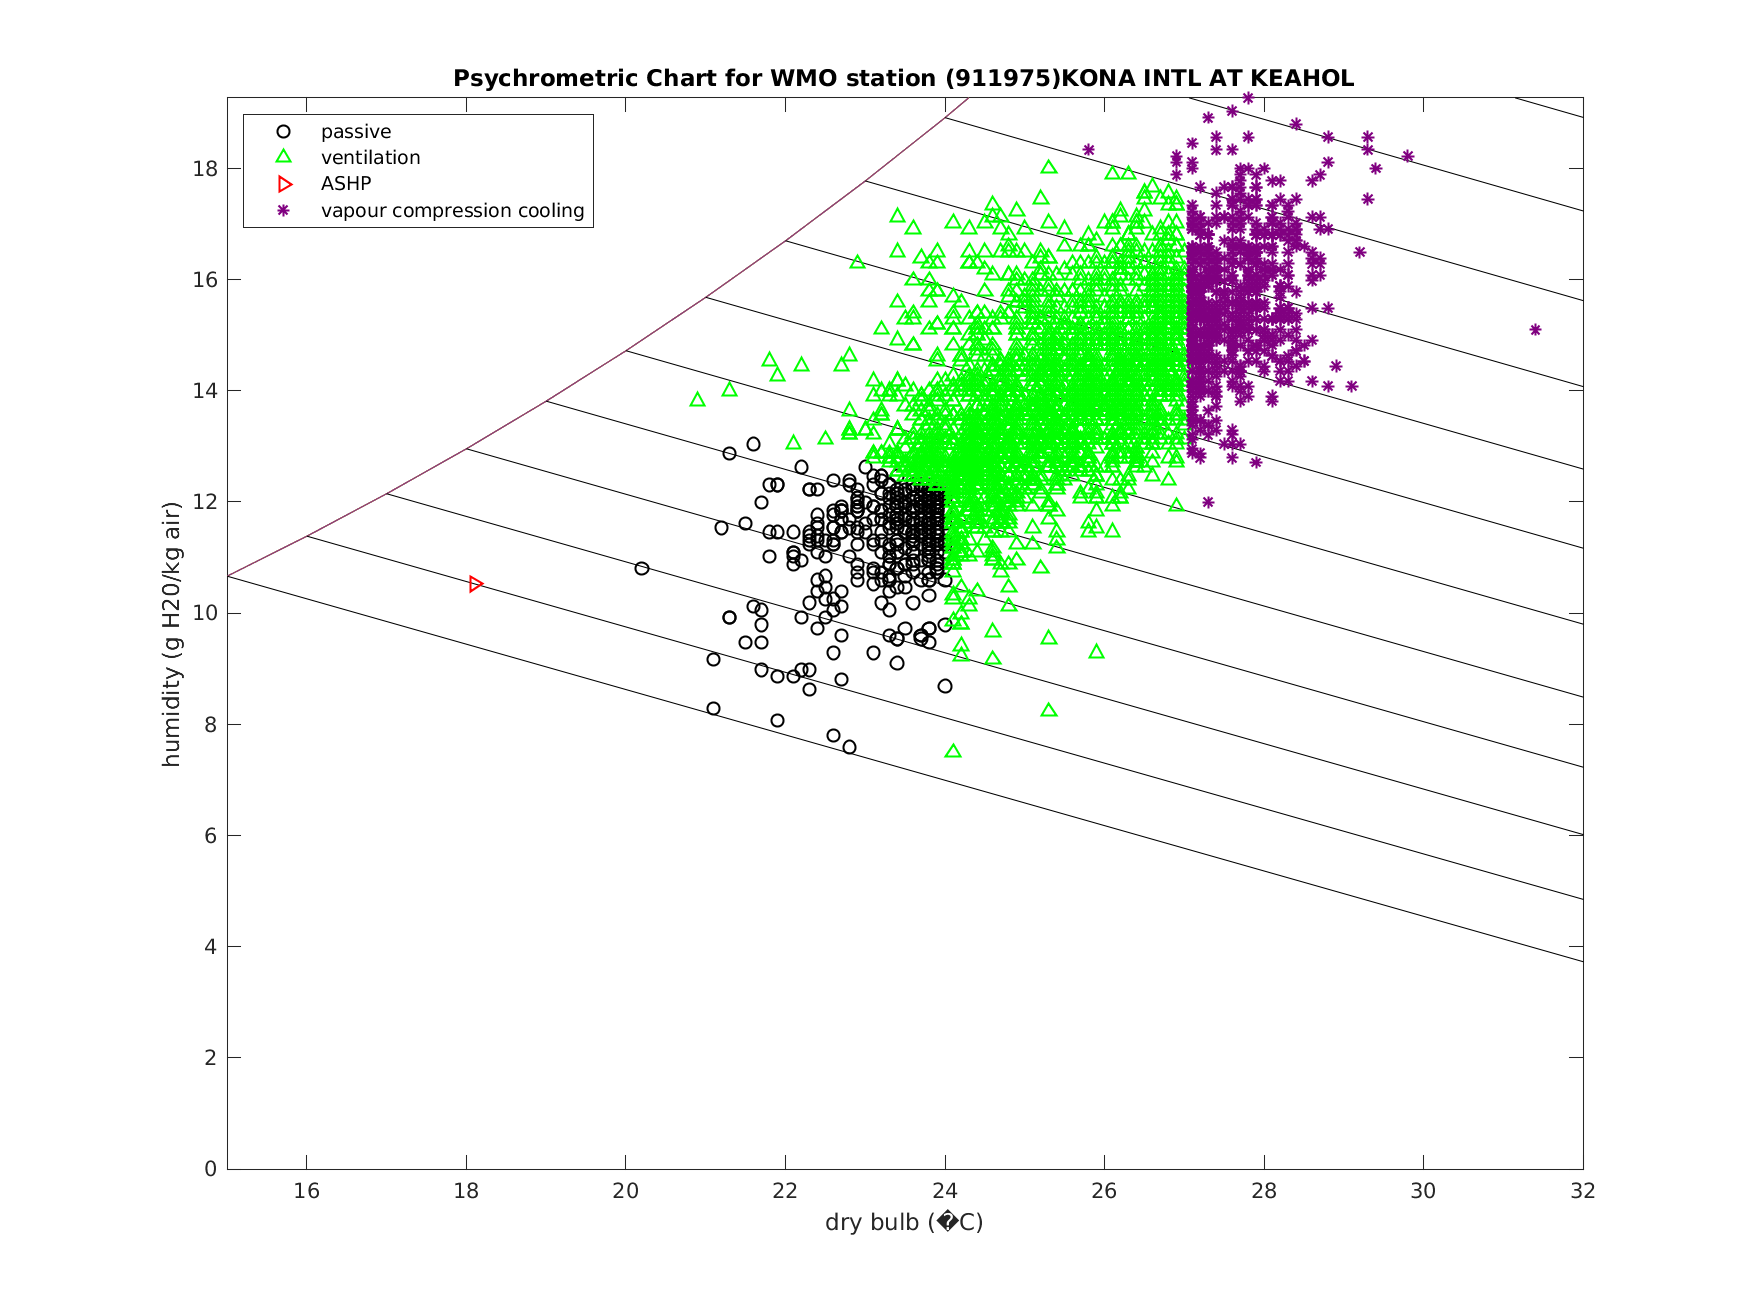 Psychrometric Chart for WMO station (911975)KONA INTL AT KEAHOL
passive
ventilation
ASHP
vapour compression cooling
humidity (g H20/kg air)
18
16
14
12
10
8
6
4
2
0
16 18 20 22 24 26 28 30 32
dry bulb (�C)